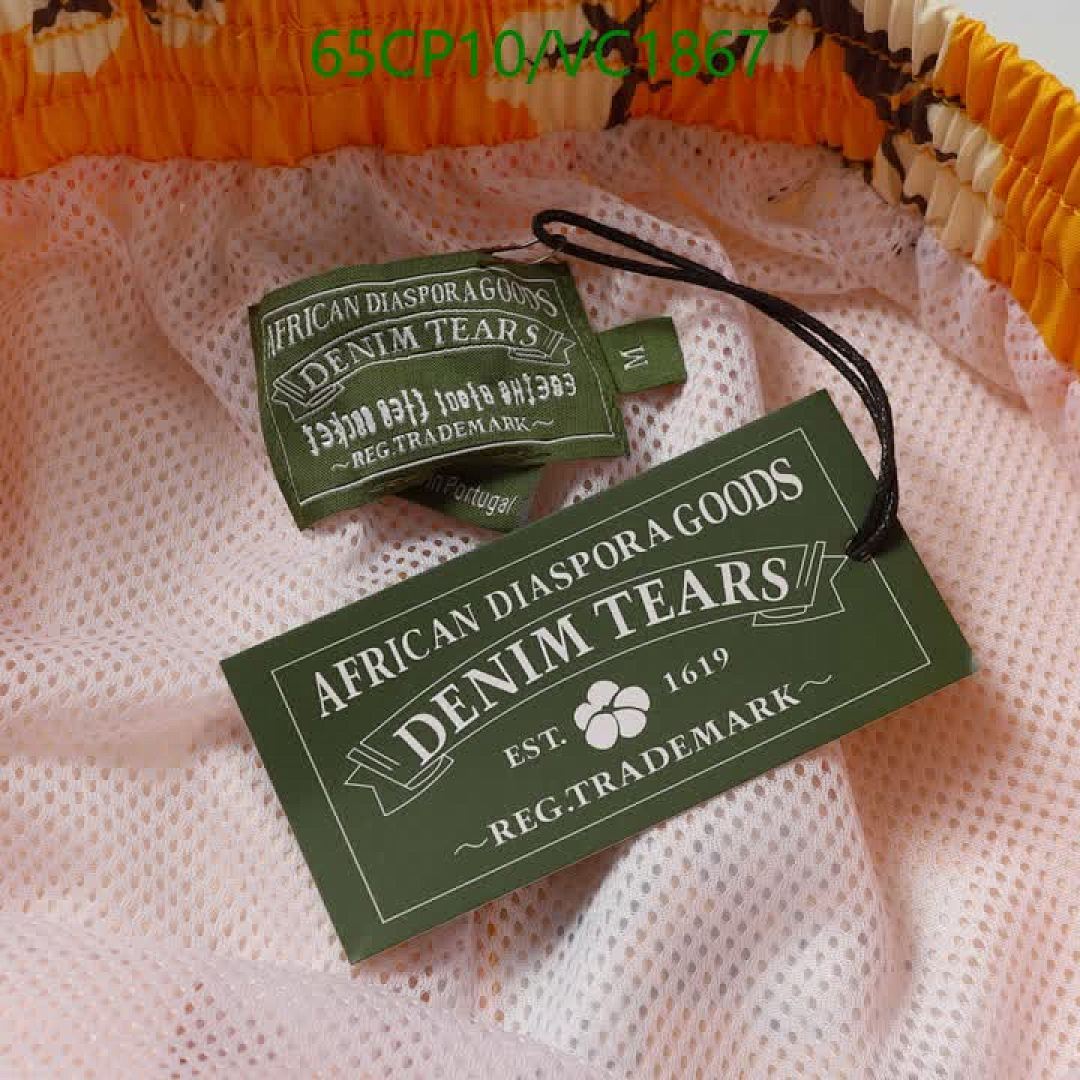 65CP10/VC1867
AFRICAN DIASPORA GOODS
DENIM TEARS
M
~REG.TRADEMARK~
in Portugal
AFRICAN DIASPORA GOODS
DENIM TEARS
EST. 1619
~REG.TRADEMARK~